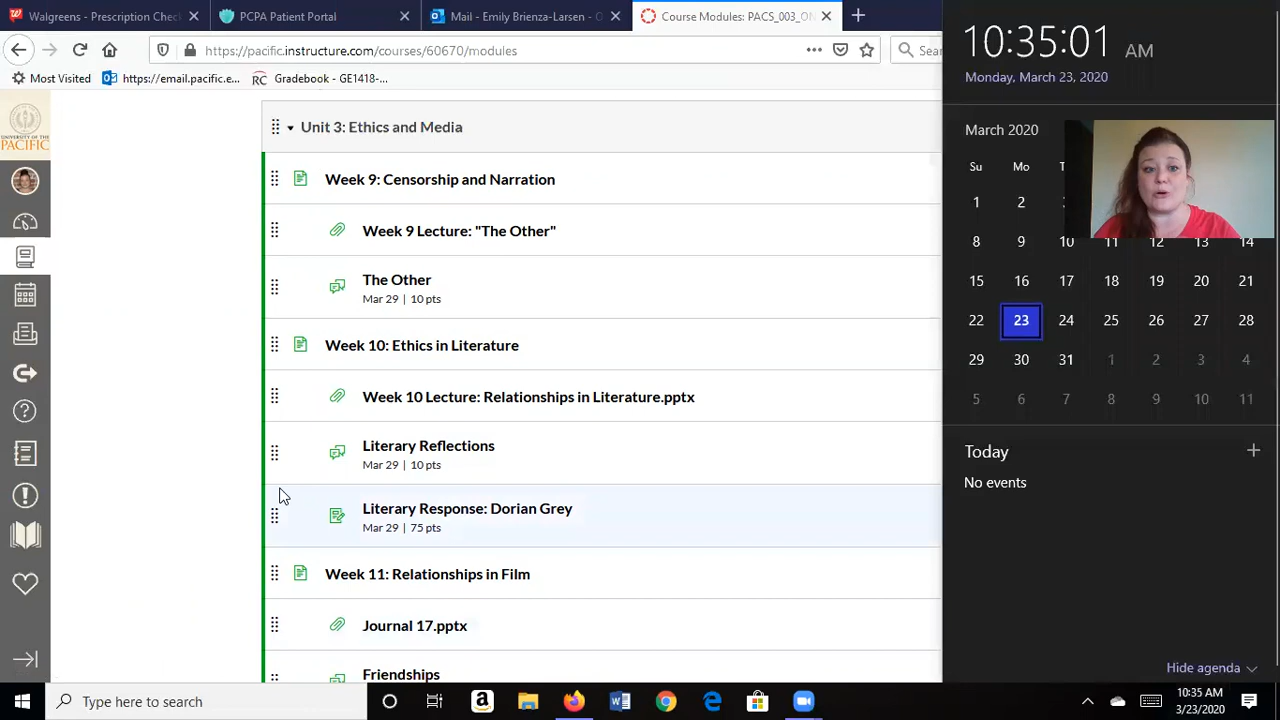 Walgreens - Prescription Check
PCPA Patient Portal
Mail - Emily Brienza-Larsen - O
Course Modules: PACS_003_ON
10:35:01 AM
Monday, March 23, 2020
https://pacific.instructure.com/courses/60670/modules
Sear
Most Visited
https://email.pacific.e...
RC
Gradebook - GE1418-...
UNIVERSITY OF THE
PACIFIC
Unit 3: Ethics and Media
March 2020
Su Mo T
Week 9: Censorship and Narration
1 2
Week 9 Lecture: "The Other"
8 9 10 11 12 13 14
The Other
Mar 29 | 10 pts
15 16 17 18 19 20 21
22 23 24 25 26 27 28
Week 10: Ethics in Literature
29 30 31 1 2 3 4
Week 10 Lecture: Relationships in Literature.pptx
5 6 7 8 9 10 11
Literary Reflections
Mar 29 | 10 pts
Today
No events
Literary Response: Dorian Grey
Mar 29 | 75 pts
Week 11: Relationships in Film
Journal 17.pptx
Friendships
Hide agenda
Type here to search
10:35 AM
3/23/2020